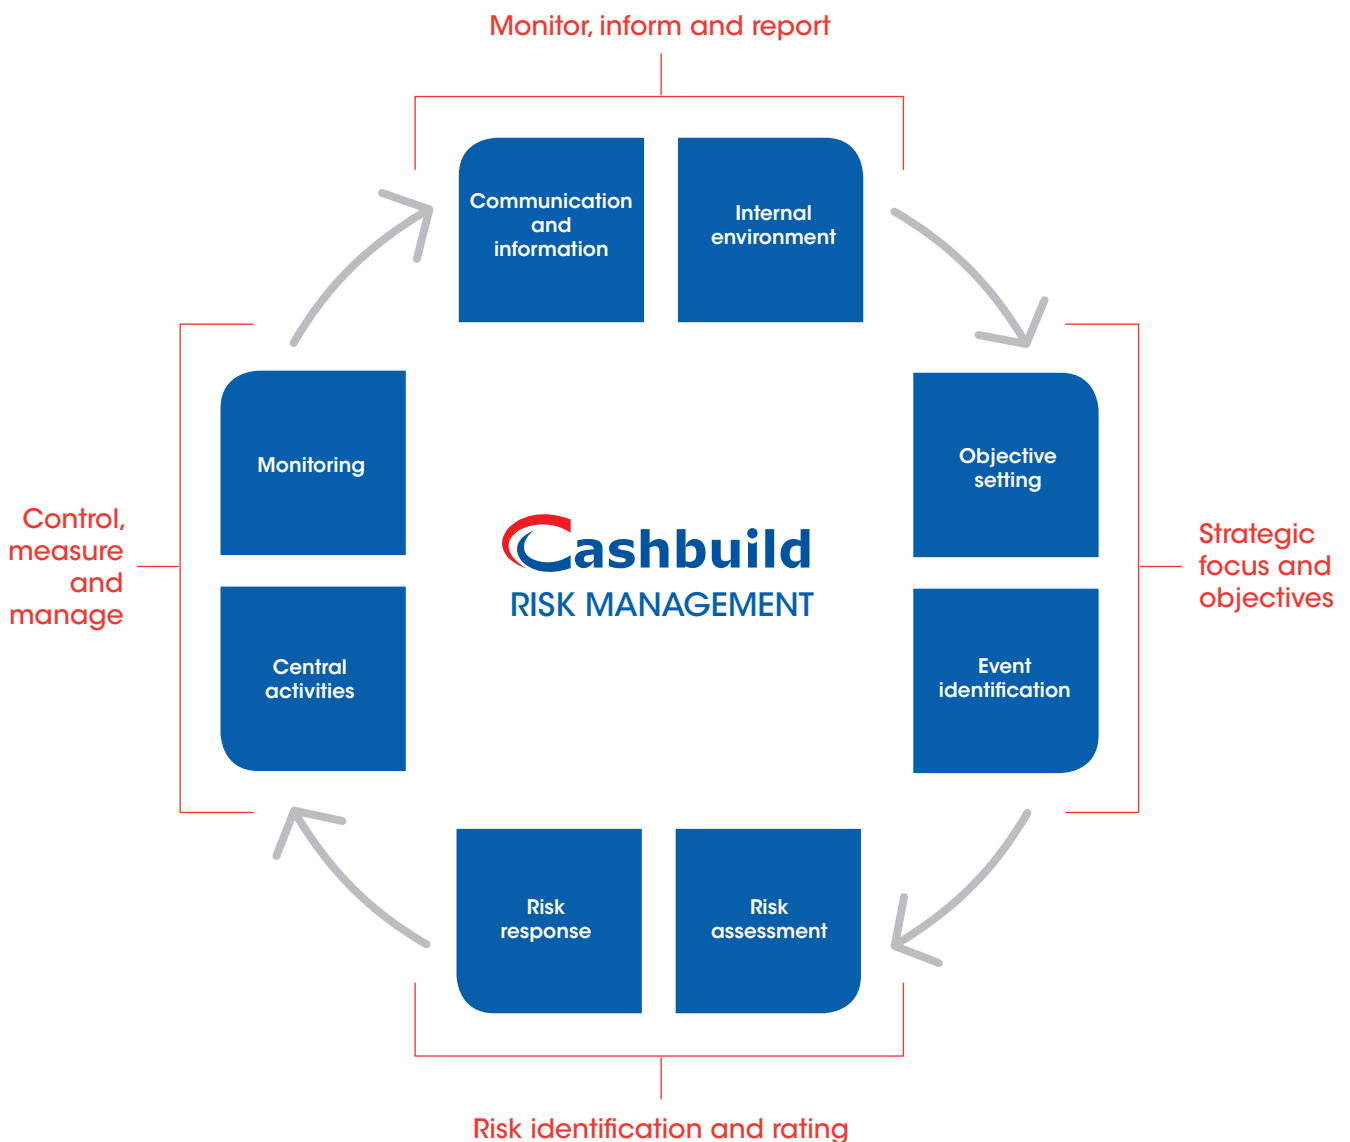 Monitor, inform and report
Communication
and
information
Internal
environment
Monitoring
Objective
setting
Control,
measure
and
manage
Cashbuild
RISK MANAGEMENT
Strategic
focus and
objectives
Central
activities
Event
identification
Risk
response
Risk
assessment
Risk identification and rating